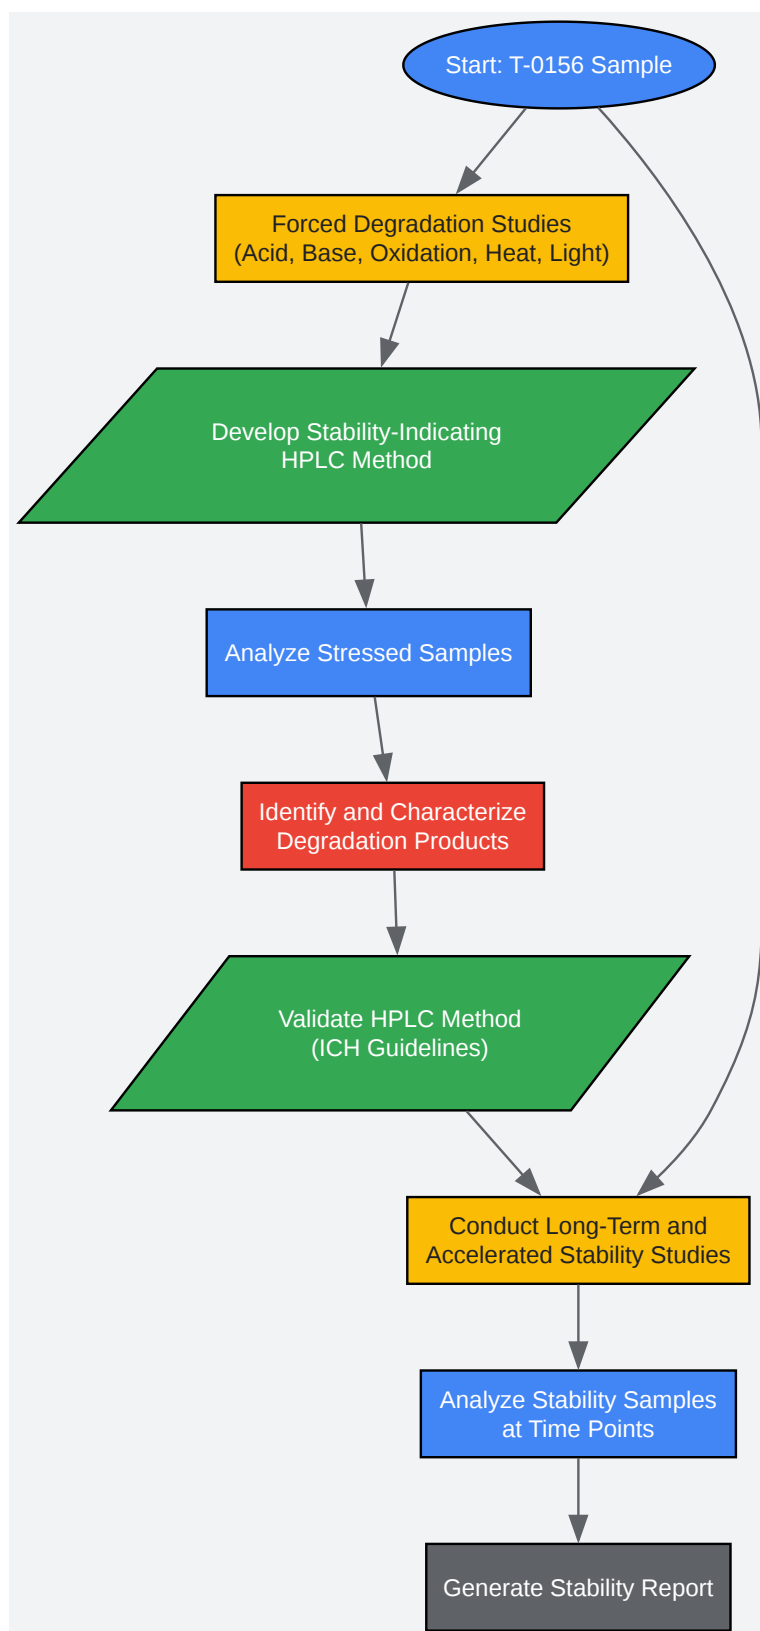 Start: T-0156 Sample
Forced Degradation Studies
(Acid, Base, Oxidation, Heat, Light)
Develop Stability-Indicating
HPLC Method
Analyze Stressed Samples
Identify and Characterize
Degradation Products
Validate HPLC Method
(ICH Guidelines)
Conduct Long-Term and
Accelerated Stability Studies
Analyze Stability Samples
at Time Points
Generate Stability Report